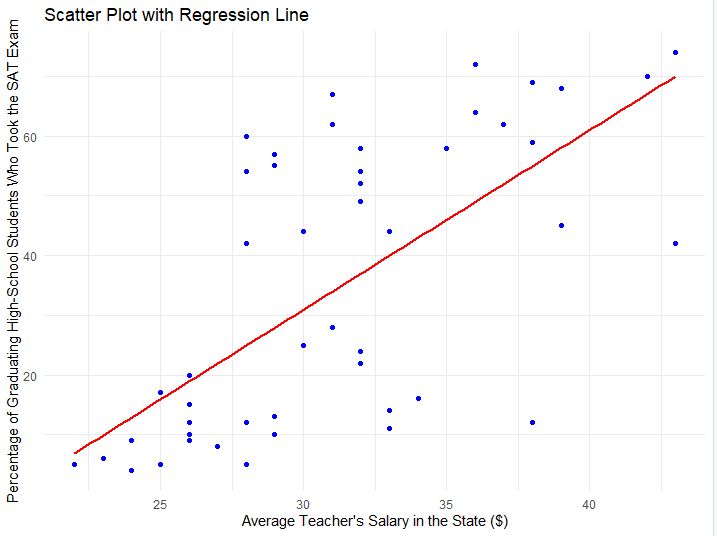 Scatter Plot with Regression Line
Percentage of Graduating High-School Students Who Took the SAT Exam
60
40
20
25 30 35 40
Average Teacher's Salary in the State ($)